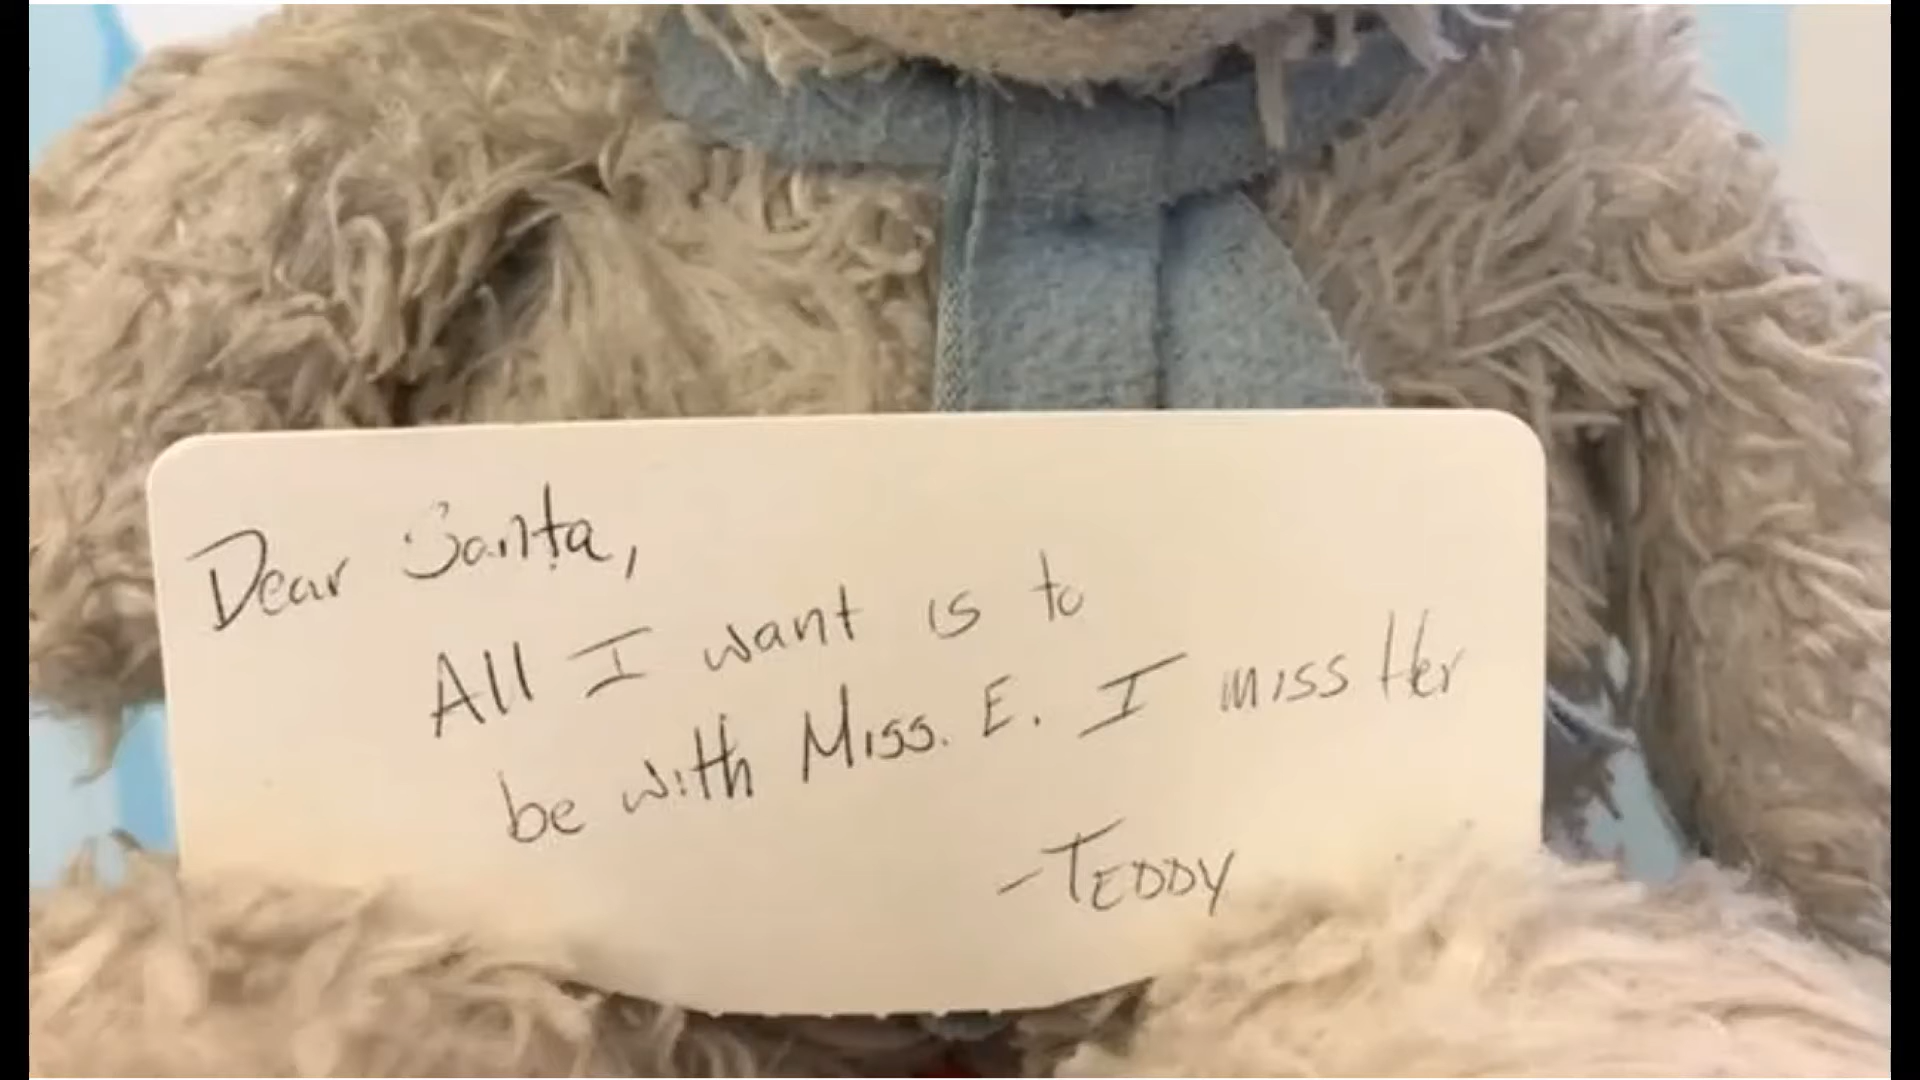 Dear Santa,
All I want is to
be with Miss. E. I miss Her
-TEDDY